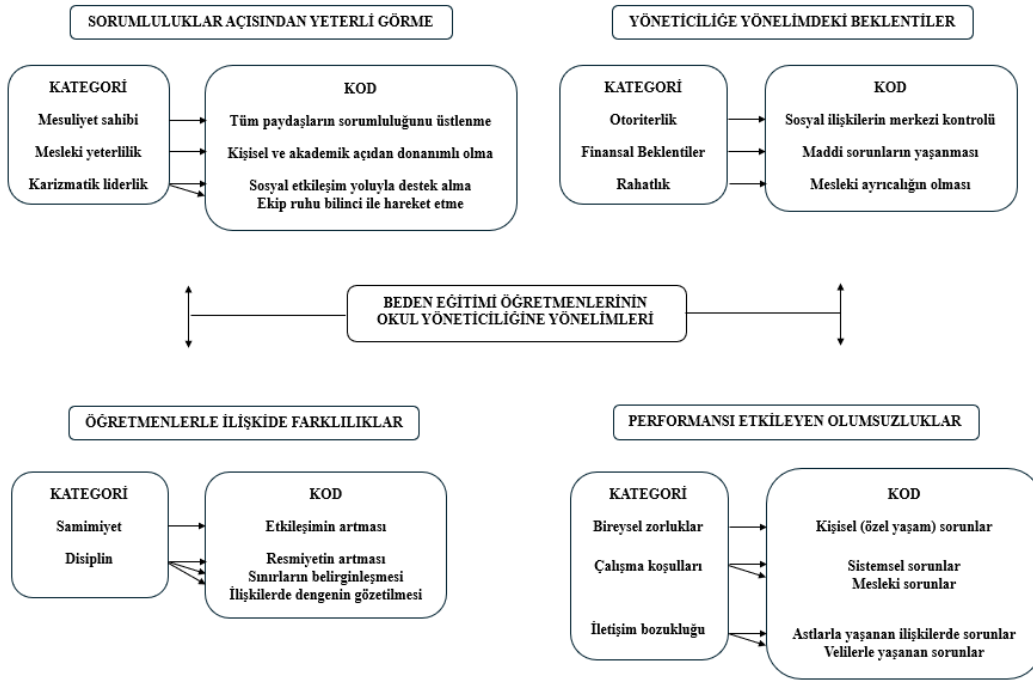 SORUMLULUKLAR AÇISINDAN YETERLİ GÖRME
KATEGORİ
Mesuliyet sahibi
Mesleki yeterlilik
Karizmatik liderlik
KOD
Tüm paydaşların sorumluluğunu üstlenme
Kişisel ve akademik açıdan donanımlı olma
Sosyal etkileşim yoluyla destek alma
Ekip ruhu bilinci ile hareket etme
YÖNETİCİLİĞE YÖNELİMDEKİ BEKLENTİLER
KATEGORİ
Otoriterlik
Finansal Beklentiler
Rahatlık
KOD
Sosyal ilişkilerin merkezi kontrolü
Maddi sorunların yaşanması
Mesleki ayrıcalığın olması
BEDEN EĞİTİMİ ÖĞRETMENLERİNİN
OKUL YÖNETİCİLİĞİNE YÖNELİMLERİ
ÖĞRETMENLERLE İLİŞKİDE FARKLILIKLAR
KATEGORİ
Samimiyet
Disiplin
KOD
Etkileşimin artması
Resmiyetin artması
Sınırların belirginleşmesi
İlişkilerde dengenin gözetilmesi
PERFORMANSI ETKİLEYEN OLUMSUZLUKLAR
KATEGORİ
Bireysel zorluklar
Çalışma koşulları
İletişim bozukluğu
KOD
Kişisel (özel yaşam) sorunlar
Sistemsel sorunlar
Mesleki sorunlar
Astlarla yaşanan ilişkilerde sorunlar
Velilerle yaşanan sorunlar